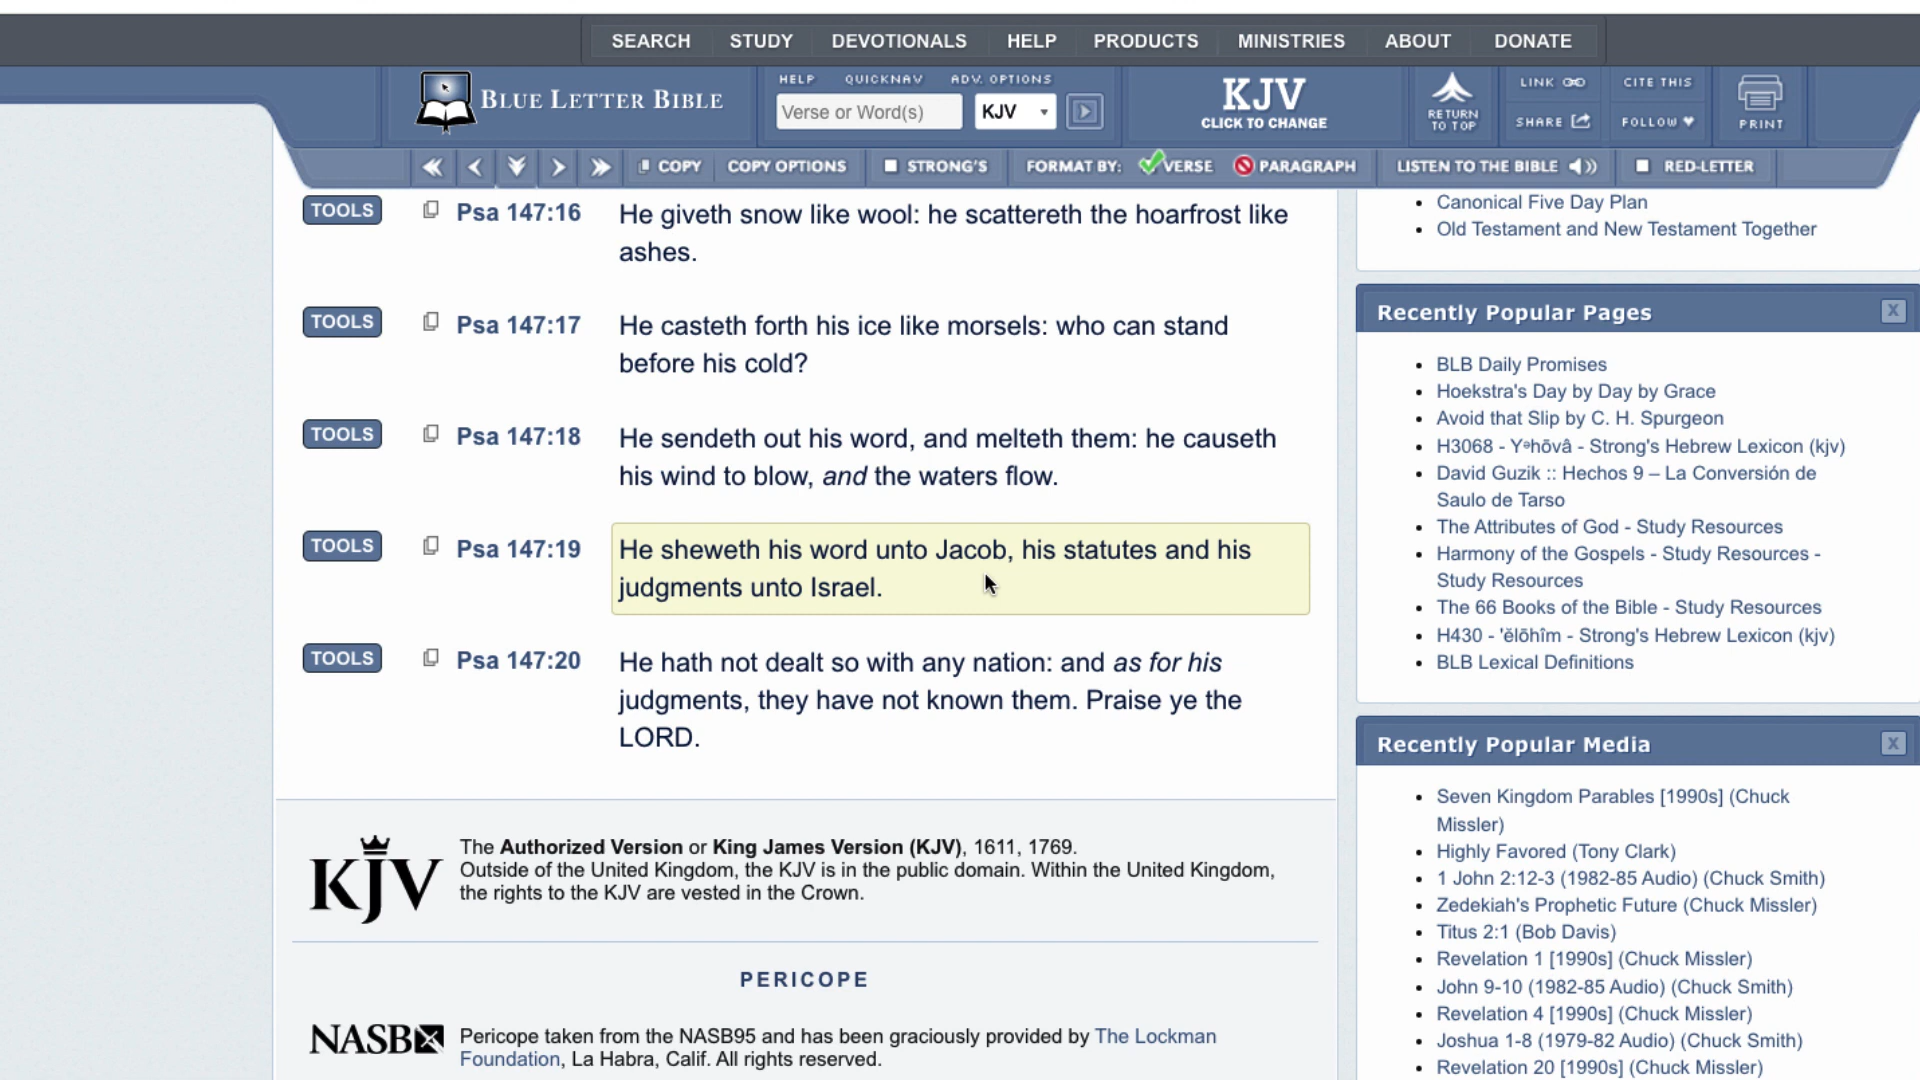 SEARCH STUDY DEVOTIONALS HELP PRODUCTS MINISTRIES ABOUT DONATE
BLUE LETTER BIBLE
HELP QUICKNAV ADV. OPTIONS
Verse or Word(s) KJV
KJV
CLICK TO CHANGE
RETURN
TO TOP
LINK
SHARE
CITE THIS
FOLLOW
PRINT
COPY COPY OPTIONS STRONG'S FORMAT BY: VERSE PARAGRAPH LISTEN TO THE BIBLE RED-LETTER
TOOLS Psa 147:16 He giveth snow like wool: he scattereth the hoarfrost like
ashes.
TOOLS Psa 147:17 He casteth forth his ice like morsels: who can stand
before his cold?
TOOLS Psa 147:18 He sendeth out his word, and melteth them: he causeth
his wind to blow, and the waters flow.
TOOLS Psa 147:19 He sheweth his word unto Jacob, his statutes and his
judgments unto Israel.
TOOLS Psa 147:20 He hath not dealt so with any nation: and as for his
judgments, they have not known them. Praise ye the
LORD.
KJV
The Authorized Version or King James Version (KJV), 1611, 1769.
Outside of the United Kingdom, the KJV is in the public domain. Within the United Kingdom,
the rights to the KJV are vested in the Crown.
PERICOPE
NASB
Pericope taken from the NASB95 and has been graciously provided by The Lockman
Foundation, La Habra, Calif. All rights reserved.
Canonical Five Day Plan
Old Testament and New Testament Together
Recently Popular Pages X
BLB Daily Promises
Hoekstra's Day by Day by Grace
Avoid that Slip by C. H. Spurgeon
H3068 - Yᵊhōvâ - Strong's Hebrew Lexicon (kjv)
David Guzik :: Hechos 9 – La Conversión de
Saulo de Tarso
The Attributes of God - Study Resources
Harmony of the Gospels - Study Resources -
Study Resources
The 66 Books of the Bible - Study Resources
H430 - 'ĕlōhîm - Strong's Hebrew Lexicon (kjv)
BLB Lexical Definitions
Recently Popular Media X
Seven Kingdom Parables [1990s] (Chuck
Missler)
Highly Favored (Tony Clark)
1 John 2:12-3 (1982-85 Audio) (Chuck Smith)
Zedekiah's Prophetic Future (Chuck Missler)
Titus 2:1 (Bob Davis)
Revelation 1 [1990s] (Chuck Missler)
John 9-10 (1982-85 Audio) (Chuck Smith)
Revelation 4 [1990s] (Chuck Missler)
Joshua 1-8 (1979-82 Audio) (Chuck Smith)
Revelation 20 [1990s] (Chuck Missler)